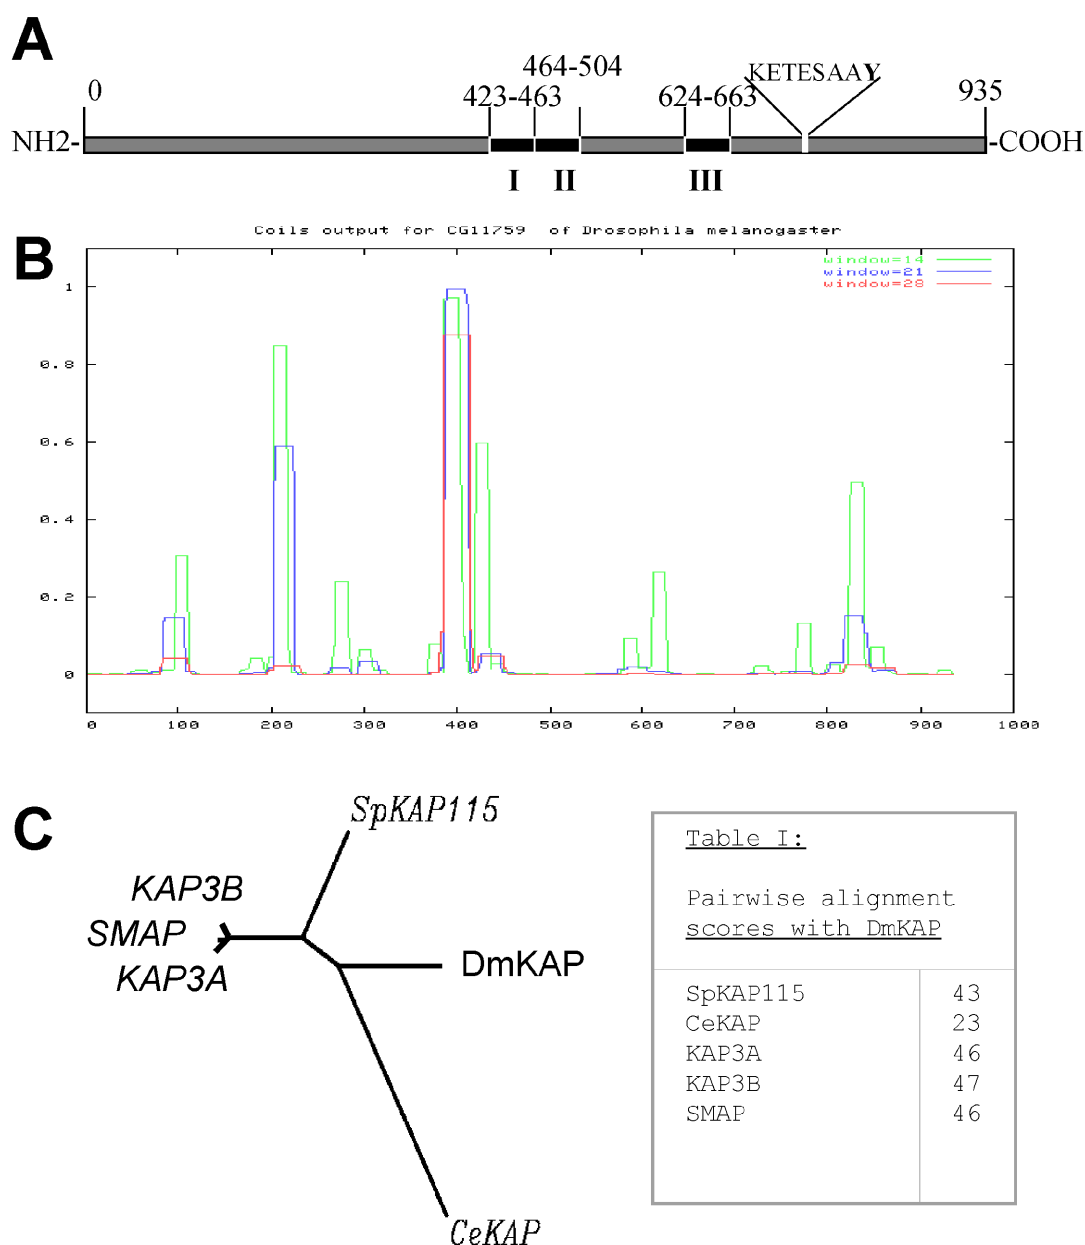 A
464-504
KETESAAY
0
423-463
624-663
935
NH2-
-COOH
I
II
III
B
Coils output for CG11759 of Drosophila melanogaster
window=14
window=21
window=28
1
0.8
0.6
0.4
0.2
0
0 100 200 300 400 500 600 700 800 900 1000
C
SpKAP115
KAP3B
SMAP
KAP3A
DmKAP
CeKAP
Table I:
Pairwise alignment
scores with DmKAP
SpKAP115 43
CeKAP 23
KAP3A 46
KAP3B 47
SMAP 46